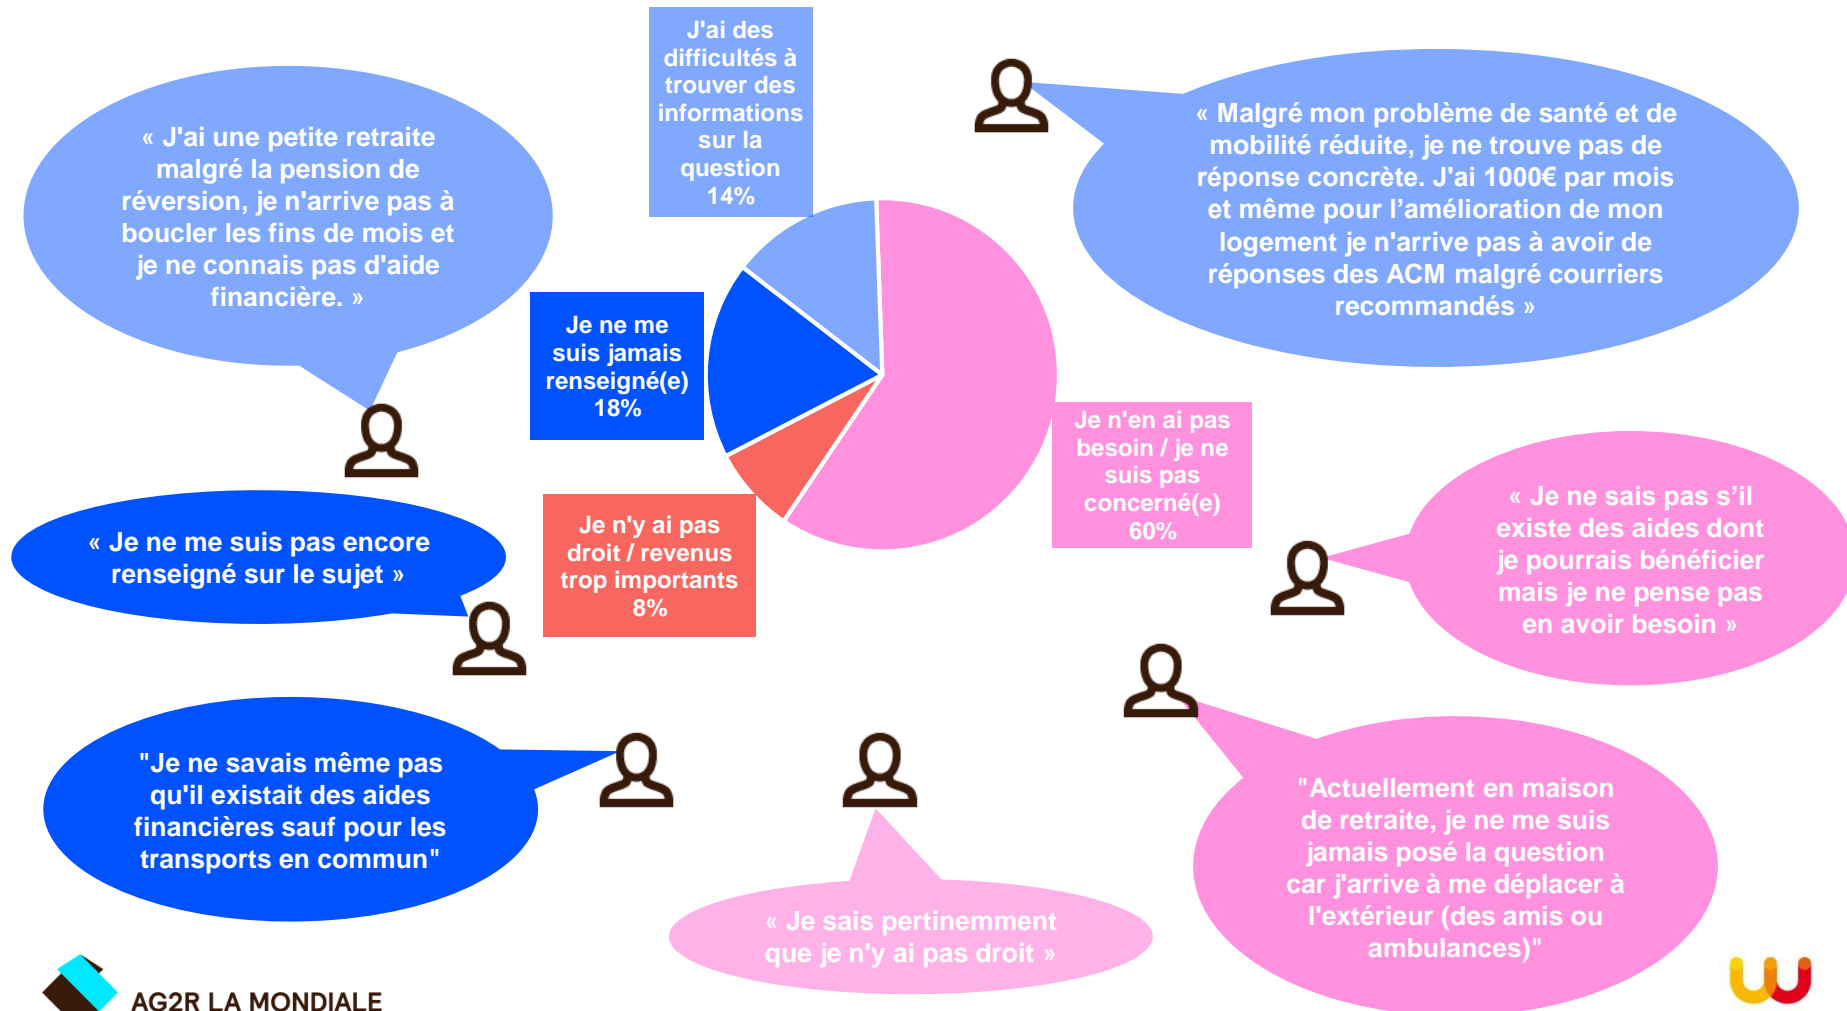 J'ai des
difficultés à
trouver des
informations
sur la
question
14%
« J'ai une petite retraite
malgré la pension de
réversion, je n'arrive pas à
boucler les fins de mois et
je ne connais pas d'aide
financière. »
« Malgré mon problème de santé et de
mobilité réduite, je ne trouve pas de
réponse concrète. J'ai 1000€ par mois
et même pour l’amélioration de mon
logement je n'arrive pas à avoir de
réponses des ACM malgré courriers
recommandés »
Je ne me
suis jamais
renseigné(e)
18%
Je n'en ai pas
besoin / je ne
suis pas
concerné(e)
60%
Je n'y ai pas
droit / revenus
trop importants
8%
« Je ne me suis pas encore
renseigné sur le sujet »
« Je ne sais pas s’il
existe des aides dont
je pourrais bénéficier
mais je ne pense pas
en avoir besoin »
"Je ne savais même pas
qu'il existait des aides
financières sauf pour les
transports en commun"
"Actuellement en maison
de retraite, je ne me suis
jamais posé la question
car j'arrive à me déplacer à
l'extérieur (des amis ou
ambulances)"
« Je sais pertinemment
que je n'y ai pas droit »
AG2R LA MONDIALE